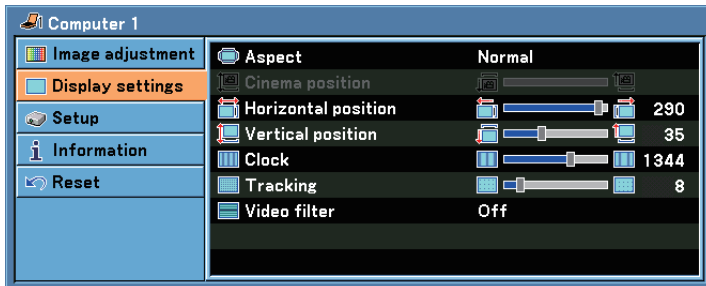 Computer 1
Image adjustment
Display settings
Setup
Information
Reset
Aspect Normal
Cinema position
Horizontal position 290
Vertical position 35
Clock 1344
Tracking 8
Video filter Off